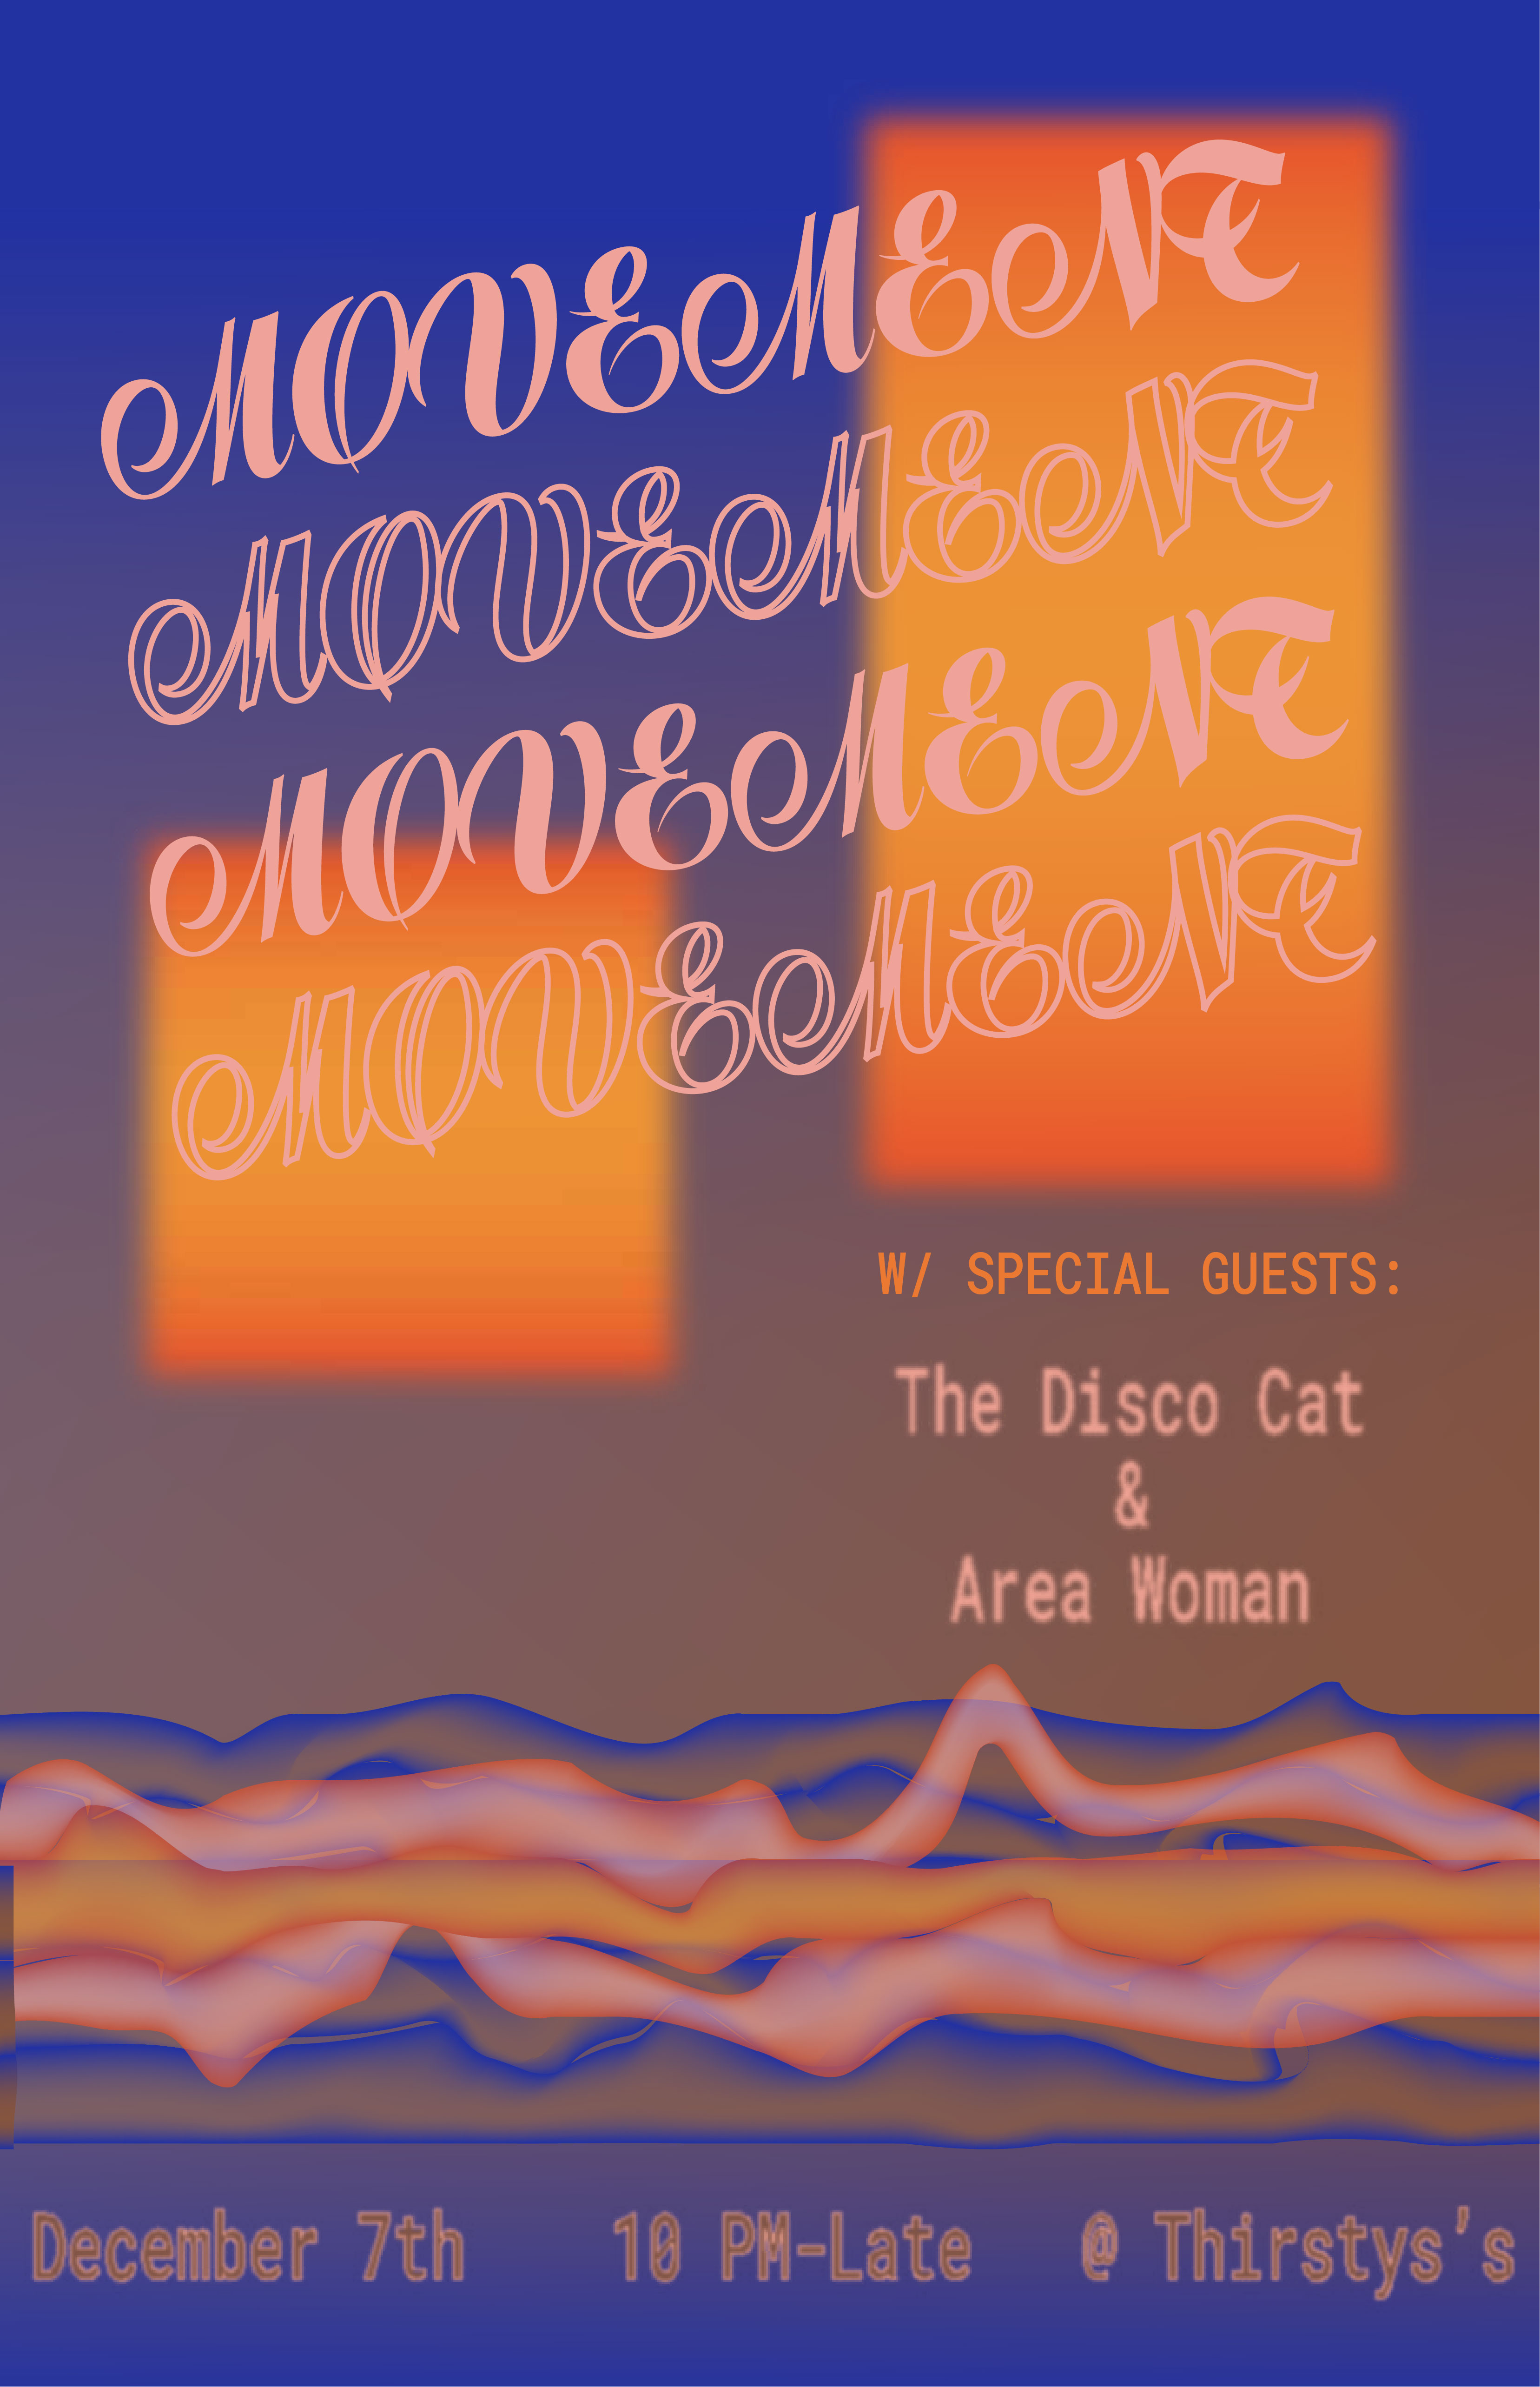 MOVEMENT
MOVEMENT
MOVEMENT
MOVEMENT
W/ SPECIAL GUESTS:
The Disco Cat
&
Area Woman
December 7th 10 PM-Late @ Thirstys's